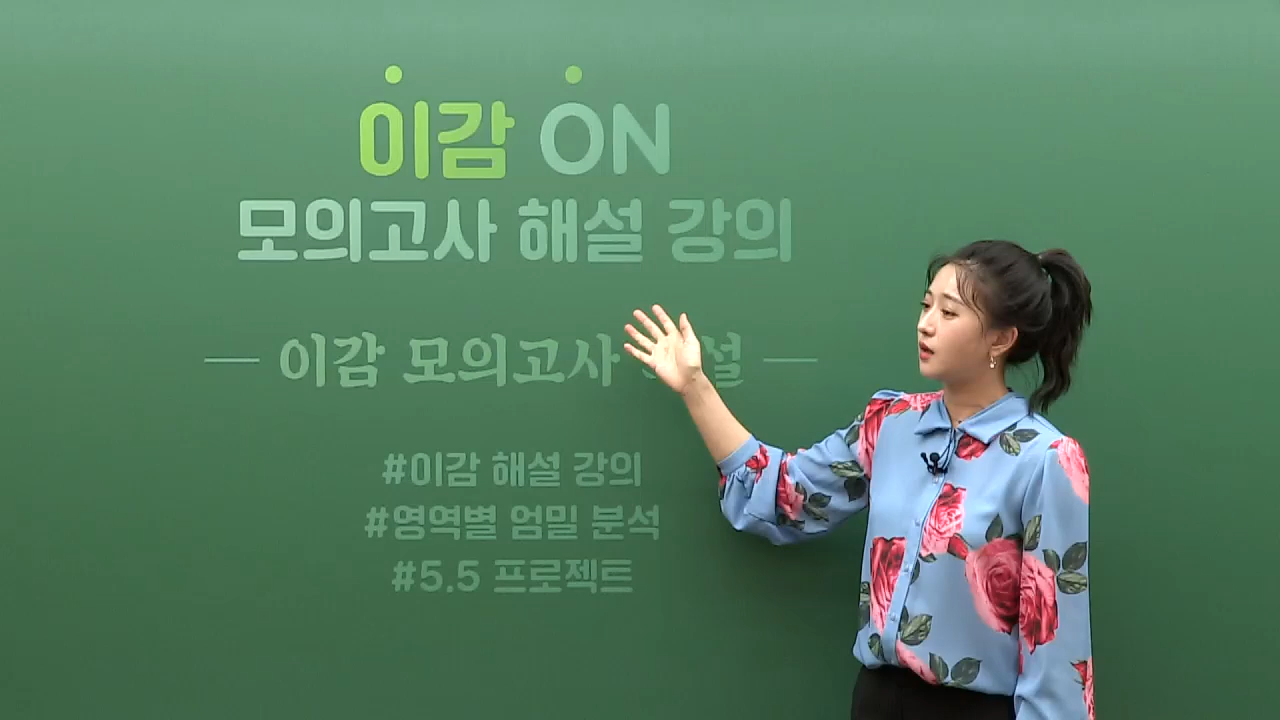 이감 ON
모의고사 해설 강의
이감 모의고사 설
#이감 해설 강의
#영역별 엄밀 분석
#5.5 프로젝트